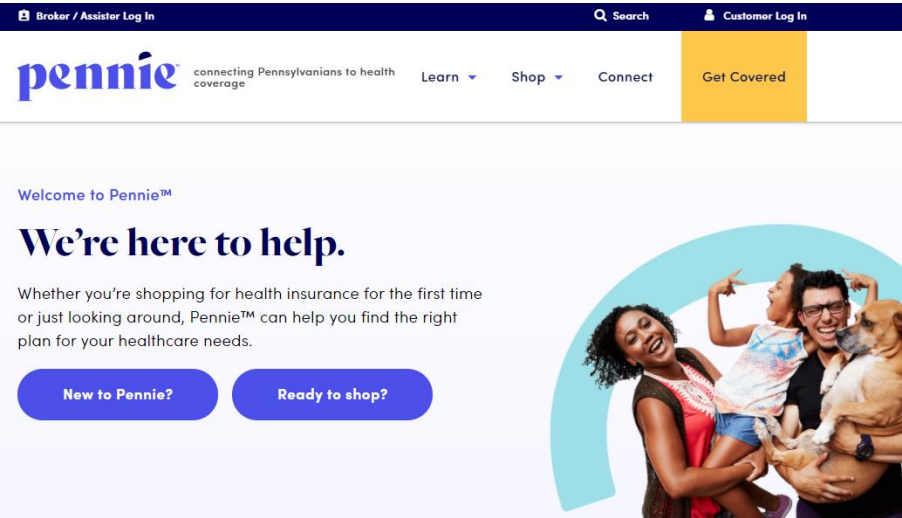 Broker / Assister Log In
Search
Customer Log In
pennie™
connecting Pennsylvanians to health
coverage
Learn
Shop
Connect
Get Covered
Welcome to Pennie™
We're here to help.
Whether you're shopping for health insurance for the first time
or just looking around, Pennie™ can help you find the right
plan for your healthcare needs.
New to Pennie?
Ready to shop?